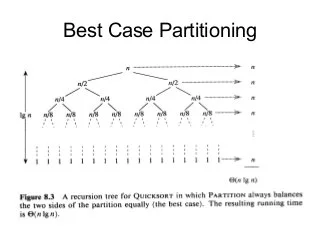 Best Case Partitioning
n n
n/2 n/2 n
n/4 n/4 n/4 n/4 n
lg n
n/8 n/8 n/8 n/8 n/8 n/8 n/8 n/8 n
1 1 1 1 1 1 1 1 1 1 1 1 1 1 1 n
Θ(n lg n)
Figure 8.3 A recursion tree for QUICKSORT in which PARTITION always balances
the two sides of the partition equally (the best case). The resulting running time
is Θ(n lg n).